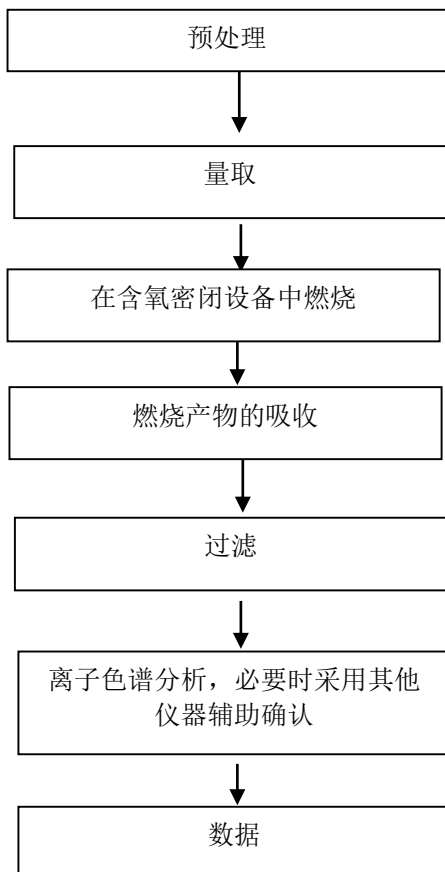 预处理
量取
在含氧密闭设备中燃烧
燃烧产物的吸收
过滤
离子色谱分析，必要时采用其他
仪器辅助确认
数据